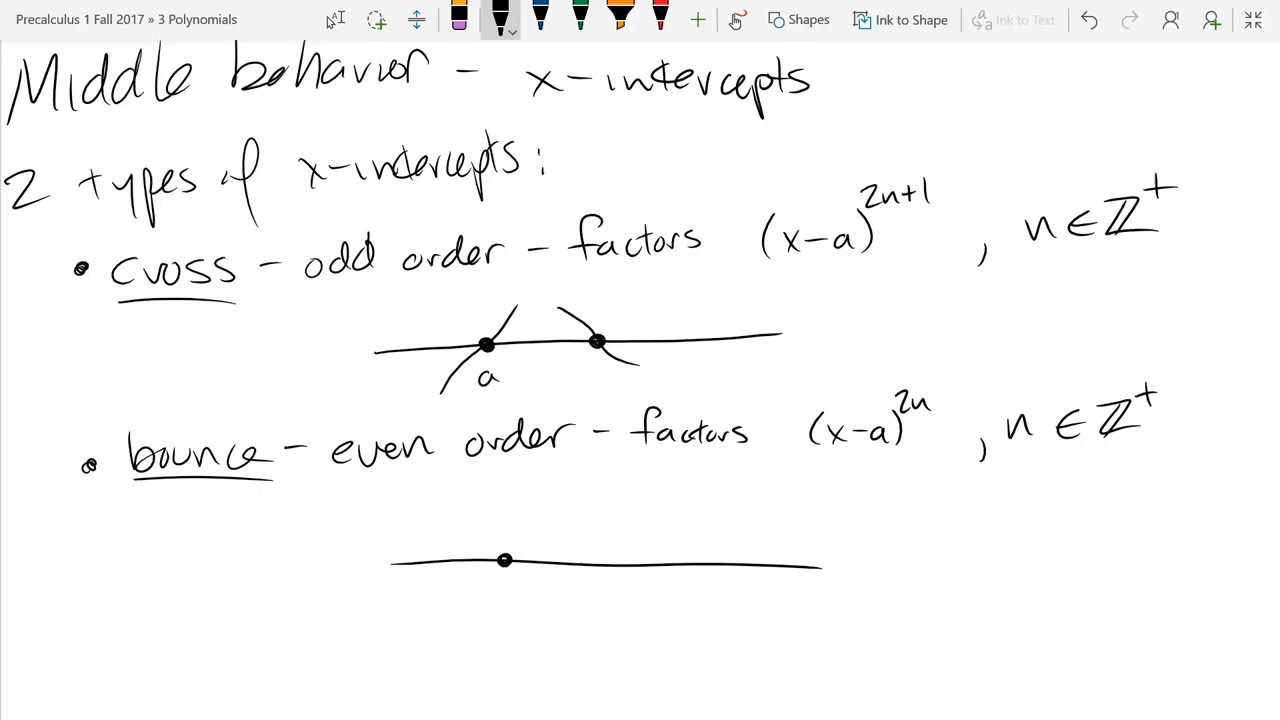 Precalculus 1 Fall 2017 » 3 Polynomials
Shapes
Ink to Shape
Ink to Text
Middle behavior - x-intercepts
2 types of x-intercepts:
• cross - odd order - factors (x-a)^{2n+1} , n ∈ ℤ^+
a
• bounce - even order - factors (x-a)^{2n} , n ∈ ℤ^+